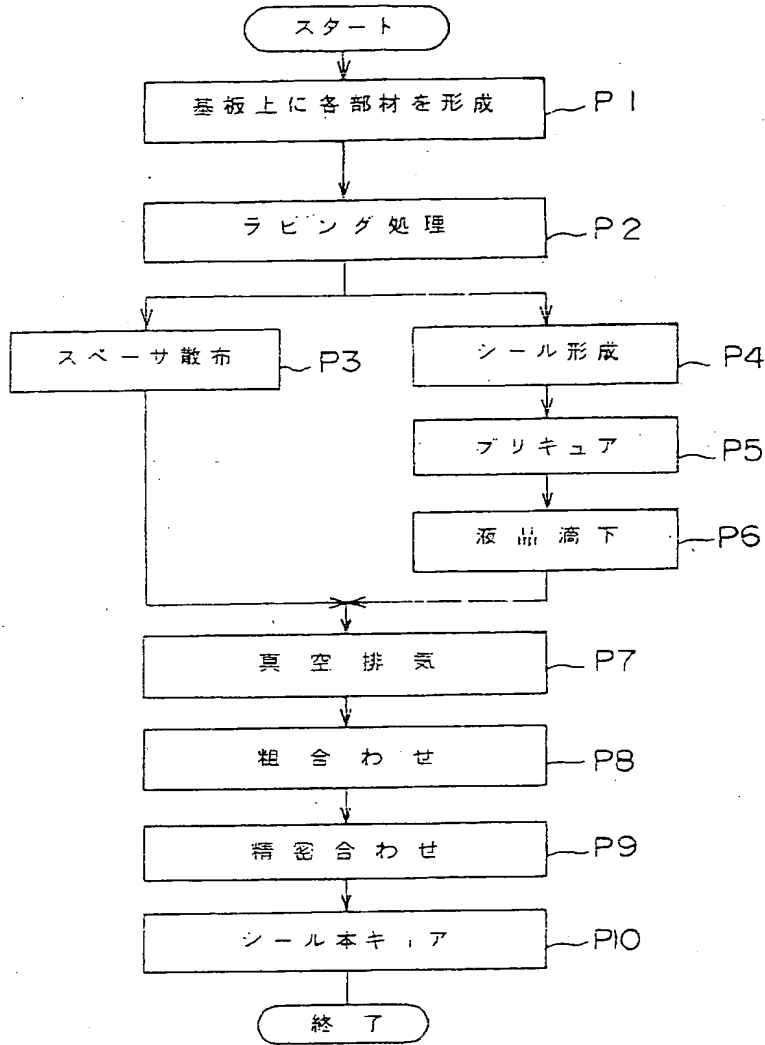 スタート
基板上に各部材を形成
P1
ラビング処理
P2
スペーサ散布
P3
シール形成
P4
プリキュア
P5
液晶滴下
P6
真空排気
P7
粗合わせ
P8
精密合わせ
P9
シール本キュア
P10
終了